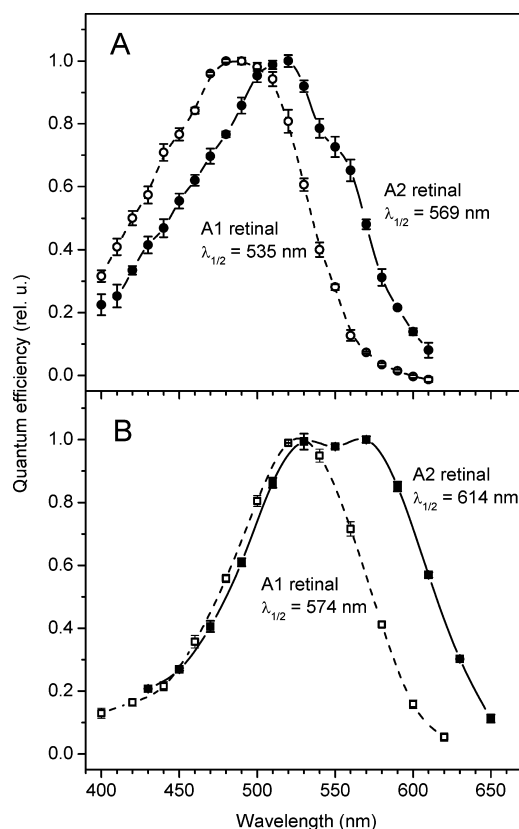 A
1.0
0.8
0.6
0.4
0.2
0.0
A2 retinal
λ1/2 = 569 nm
A1 retinal
λ1/2 = 535 nm
Quantum efficiency (rel. u.)
B
1.0
0.8
0.6
0.4
0.2
0.0
A2 retinal
λ1/2 = 614 nm
A1 retinal
λ1/2 = 574 nm
400 450 500 550 600 650
Wavelength (nm)